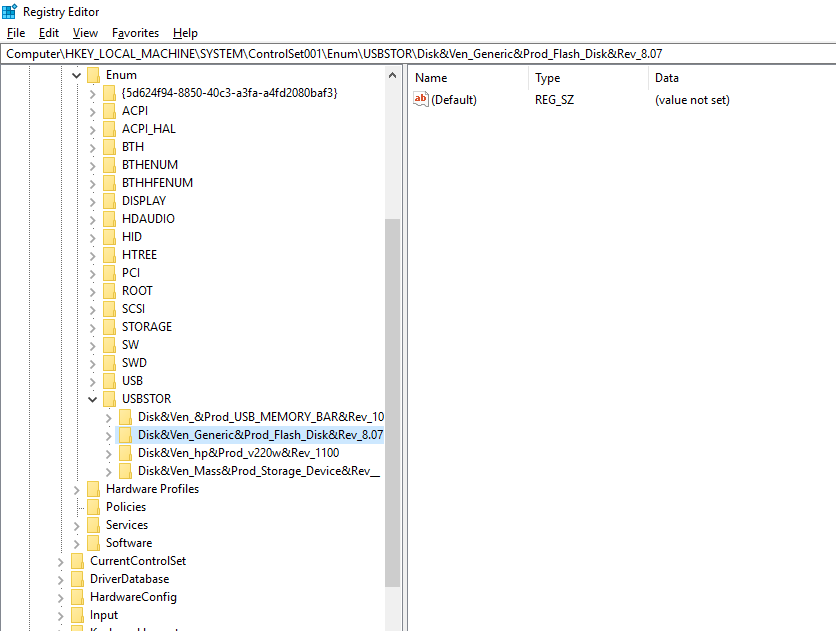 Registry Editor
File Edit View Favorites Help
Computer\HKEY_LOCAL_MACHINE\SYSTEM\ControlSet001\Enum\USBSTOR\Disk&Ven_Generic&Prod_Flash_Disk&Rev_8.07
Enum
{5d624f94-8850-40c3-a3fa-a4fd2080baf3}
ACPI
ACPI_HAL
BTH
BTHENUM
BTHHFENUM
DISPLAY
HDAUDIO
HID
HTREE
PCI
ROOT
SCSI
STORAGE
SW
SWD
USB
USBSTOR
Disk&Ven_&Prod_USB_MEMORY_BAR&Rev_10
Disk&Ven_Generic&Prod_Flash_Disk&Rev_8.07
Disk&Ven_hp&Prod_v220w&Rev_1100
Disk&Ven_Mass&Prod_Storage_Device&Rev__
Hardware Profiles
Policies
Services
Software
CurrentControlSet
DriverDatabase
HardwareConfig
Input
Name Type Data
ab (Default) REG_SZ (value not set)